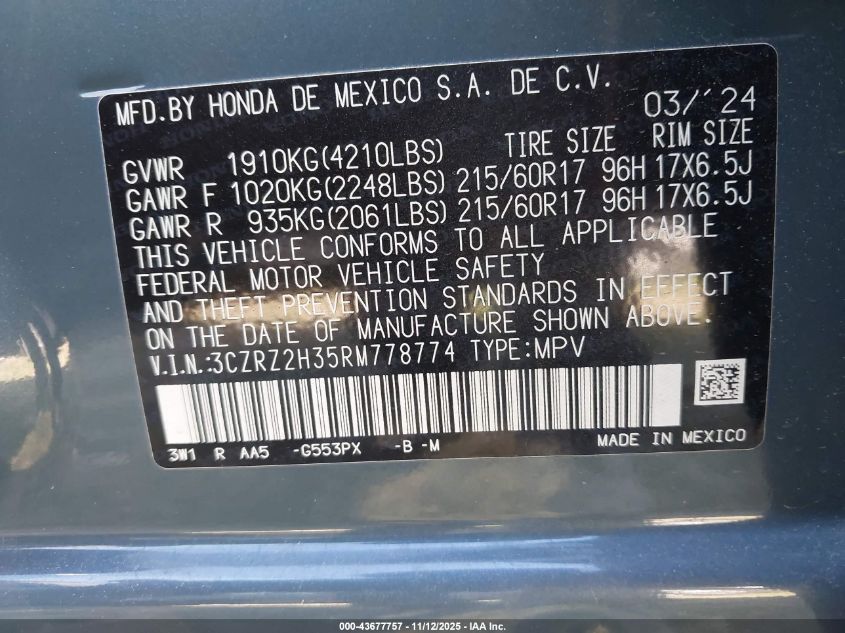 MFD.BY HONDA DE MEXICO S.A. DE C.V. 03/'24
TIRE SIZE RIM SIZE
GVWR 1910KG(4210LBS)
GAWR F 1020KG(2248LBS) 215/60R17 96H 17X6.5J
GAWR R 935KG(2061LBS) 215/60R17 96H 17X6.5J
THIS VEHICLE CONFORMS TO ALL APPLICABLE
FEDERAL MOTOR VEHICLE SAFETY
AND THEFT PREVENTION STANDARDS IN EFFECT
ON THE DATE OF MANUFACTURE SHOWN ABOVE.
V.I.N.:3CZRZ2H35RM778774 TYPE:MPV
3W1 R AA5 -G553PX -B -M MADE IN MEXICO
000-43677757 - 11/12/2025 - IAA Inc.